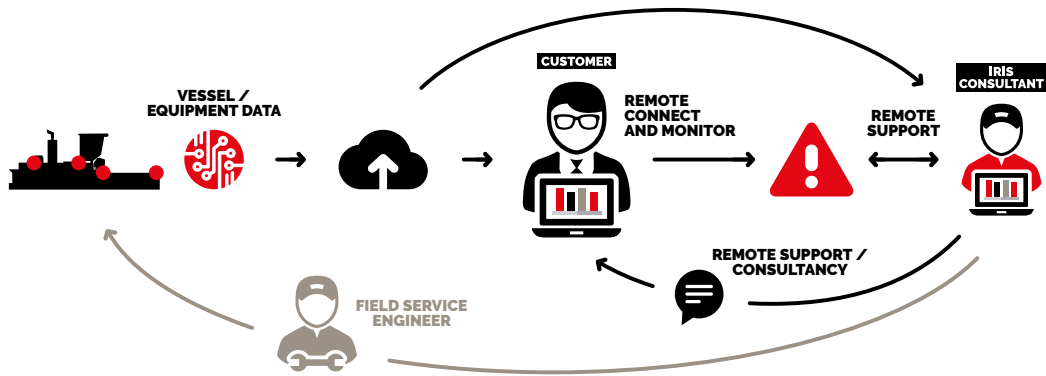 CUSTOMER
IRIS
CONSULTANT
VESSEL /
EQUIPMENT DATA
REMOTE
CONNECT
AND MONITOR
REMOTE
SUPPORT
REMOTE SUPPORT /
CONSULTANCY
FIELD SERVICE
ENGINEER